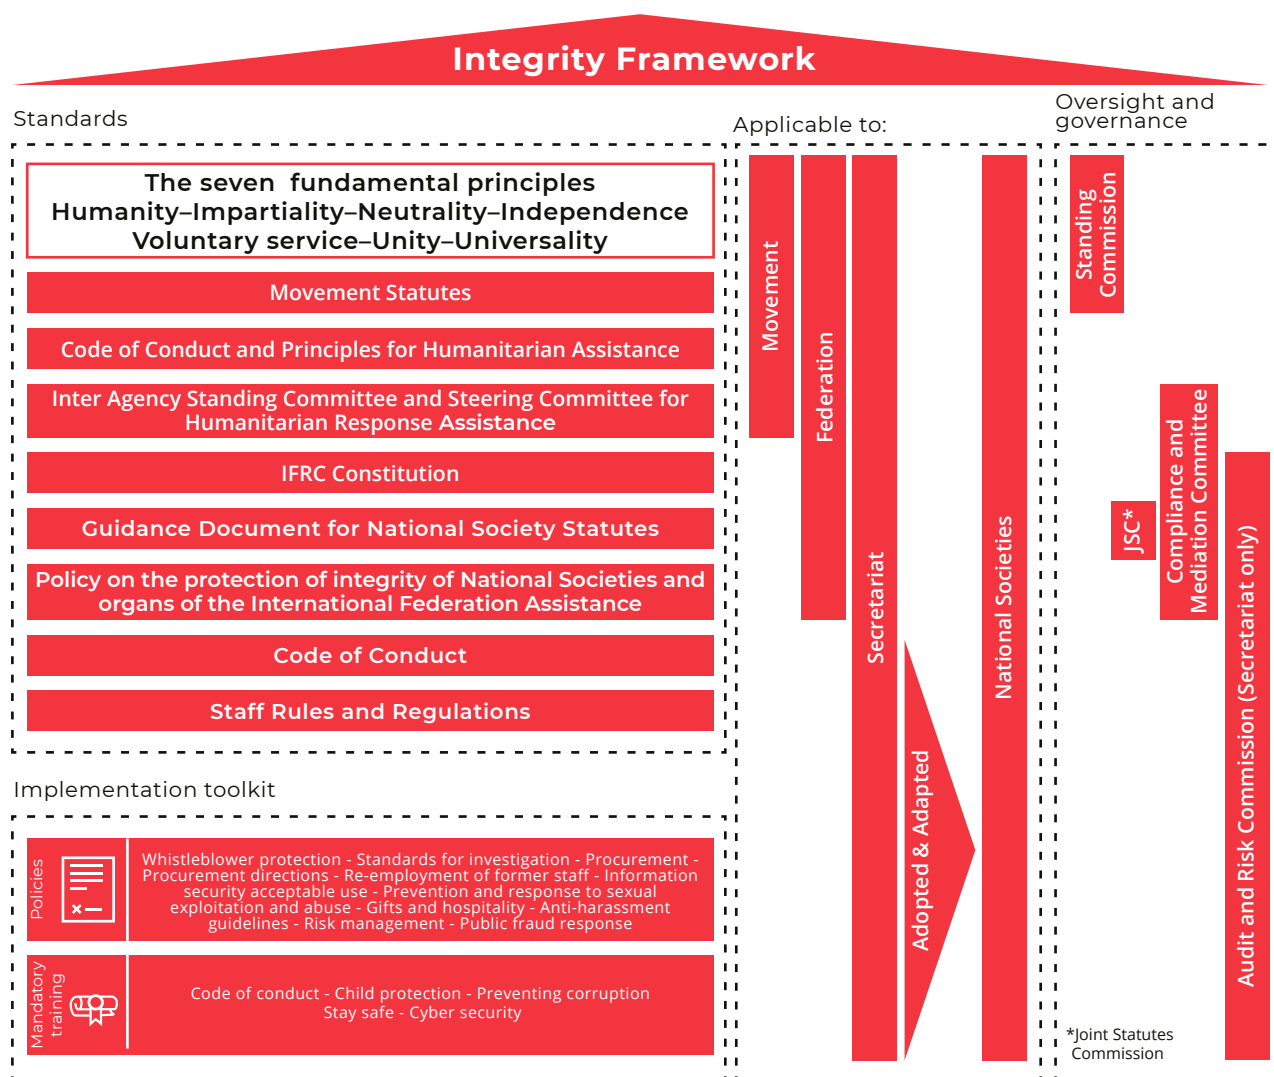 Integrity Framework
Standards
The seven fundamental principles
Humanity–Impartiality–Neutrality–Independence
Voluntary service–Unity–Universality
Movement Statutes
Code of Conduct and Principles for Humanitarian Assistance
Inter Agency Standing Committee and Steering Committee for
Humanitarian Response Assistance
IFRC Constitution
Guidance Document for National Society Statutes
Policy on the protection of integrity of National Societies and
organs of the International Federation Assistance
Code of Conduct
Staff Rules and Regulations
Implementation toolkit
Policies
Whistleblower protection - Standards for investigation - Procurement -
Procurement directions - Re-employment of former staff - Information
security acceptable use - Prevention and response to sexual
exploitation and abuse - Gifts and hospitality - Anti-harassment
guidelines - Risk management - Public fraud response
Mandatory
training
Code of conduct - Child protection - Preventing corruption
Stay safe - Cyber security
Applicable to:
Movement
Federation
Secretariat
Adopted & Adapted
National Societies
Oversight and
governance
Standing
Commission
JSC*
Compliance and
Mediation Committee
Audit and Risk Commission (Secretariat only)
*Joint Statutes
Commission